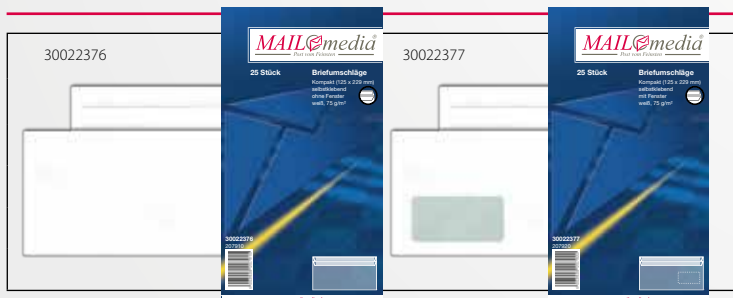 30022376
MAIL media
Post vom Feinsten
25 Stück
Briefumschläge
Kompakt (125 x 229 mm)
selbstklebend
ohne Fenster
weiß, 75 g/m²
30022376
30022377
MAIL media
Post vom Feinsten
25 Stück
Briefumschläge
Kompakt (125 x 229 mm)
selbstklebend
mit Fenster
weiß, 75 g/m²
30022377